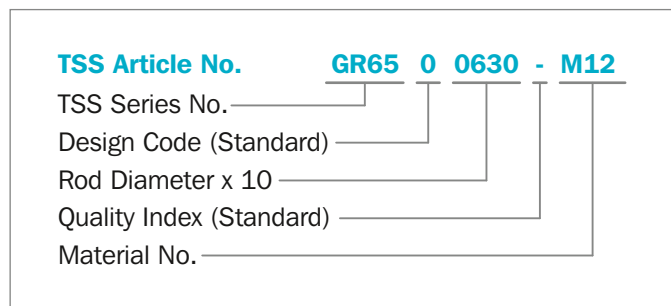 TSS Article No. GR65 0 0630 - M12
TSS Series No.
Design Code (Standard)
Rod Diameter x 10
Quality Index (Standard)
Material No.